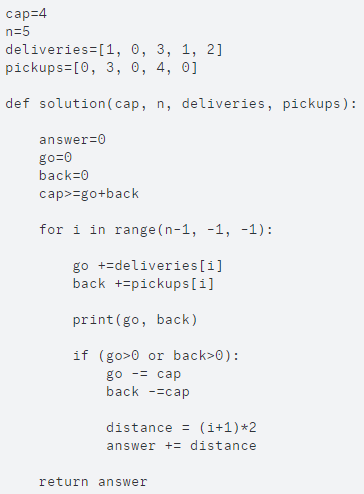 cap=4
n=5
deliveries=[1, 0, 3, 1, 2]
pickups=[0, 3, 0, 4, 0]
def solution(cap, n, deliveries, pickups):
    answer=0
    go=0
    back=0
    cap>=go+back
    for i in range(n-1, -1, -1):
        go +=deliveries[i]
        back +=pickups[i]
        print(go, back)
        if (go>0 or back>0):
            go -= cap
            back -=cap
            distance = (i+1)*2
            answer += distance
    return answer